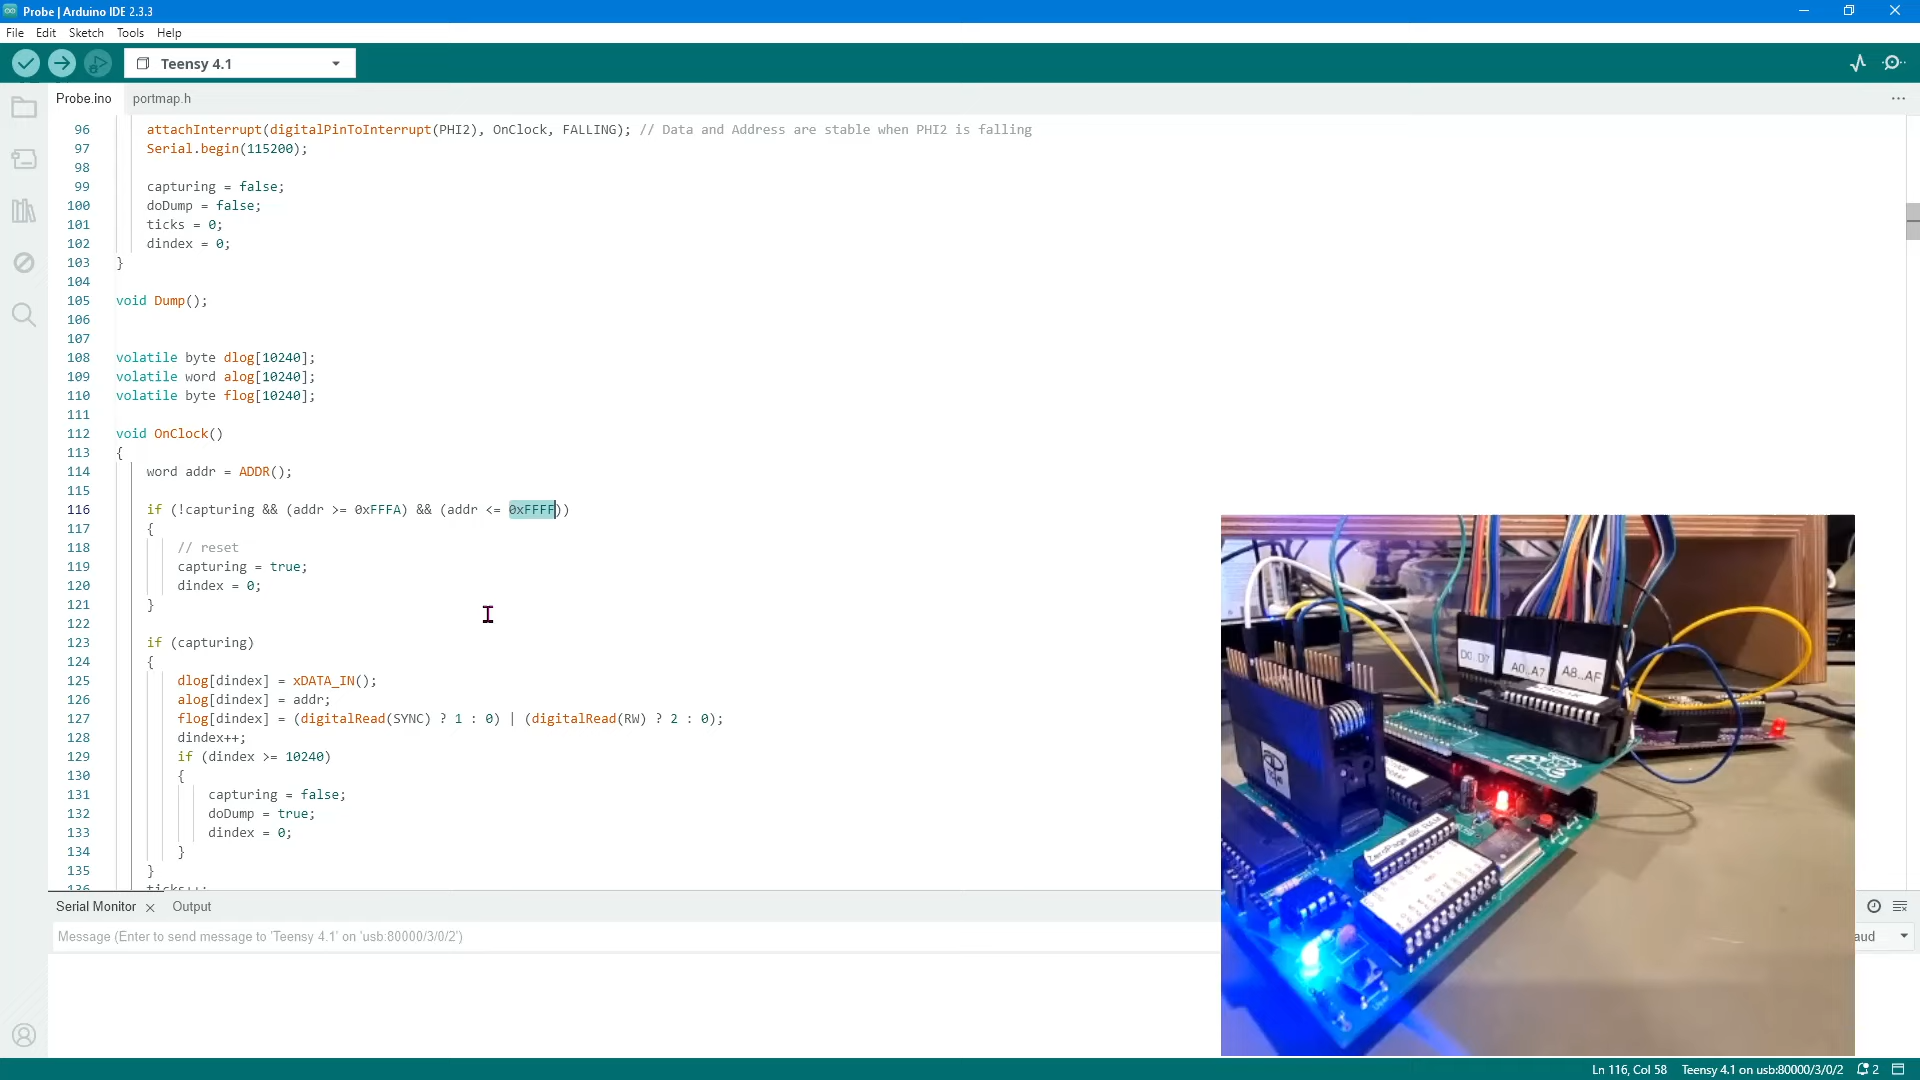 Probe | Arduino IDE 2.3.3
File Edit Sketch Tools Help
Teensy 4.1
Probe.ino portmap.h
96 attachInterrupt(digitalPinToInterrupt(PHI2), OnClock, FALLING); // Data and Address are stable when PHI2 is falling
97 Serial.begin(115200);
98
99 capturing = false;
100 doDump = false;
101 ticks = 0;
102 dindex = 0;
103 }
104
105 void Dump();
106
107
108 volatile byte dlog[10240];
109 volatile word alog[10240];
110 volatile byte flog[10240];
111
112 void OnClock()
113 {
114 word addr = ADDR();
115
116 if (!capturing && (addr >= 0xFFFA) && (addr <= 0xFFFF))
117 {
118 // reset
119 capturing = true;
120 dindex = 0;
121 }
122
123 if (capturing)
124 {
125 dlog[dindex] = xDATA_IN();
126 alog[dindex] = addr;
127 flog[dindex] = (digitalRead(SYNC) ? 1 : 0) | (digitalRead(RW) ? 2 : 0);
128 dindex++;
129 if (dindex >= 10240)
130 {
131 capturing = false;
132 doDump = true;
133 dindex = 0;
134 }
135 }
136 ticks++;
D0..D7
A0..A7
A8..AF
ZeroPage 48K RAM
Serial Monitor Output
Message (Enter to send message to 'Teensy 4.1' on 'usb:80000/3/0/2')
aud
Ln 116, Col 58 Teensy 4.1 on usb:80000/3/0/2 2